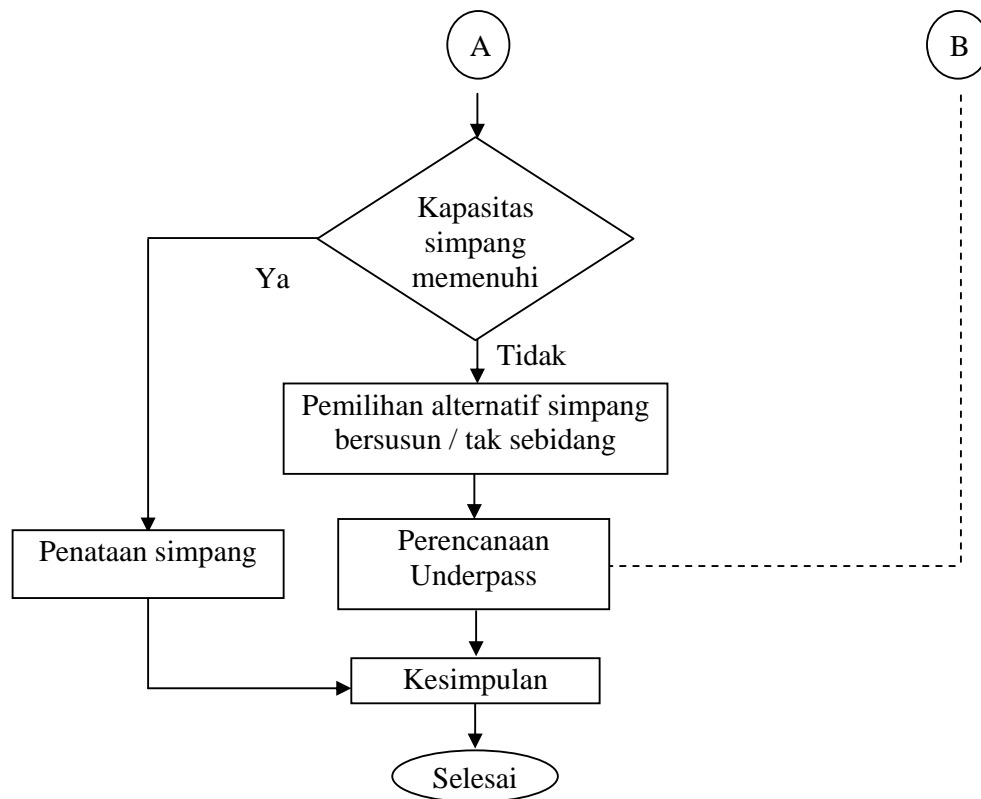 A
B
Kapasitas
simpang
memenuhi
Ya
Tidak
Pemilihan alternatif simpang
bersusun / tak sebidang
Penataan simpang
Perencanaan
Underpass
Kesimpulan
Selesai